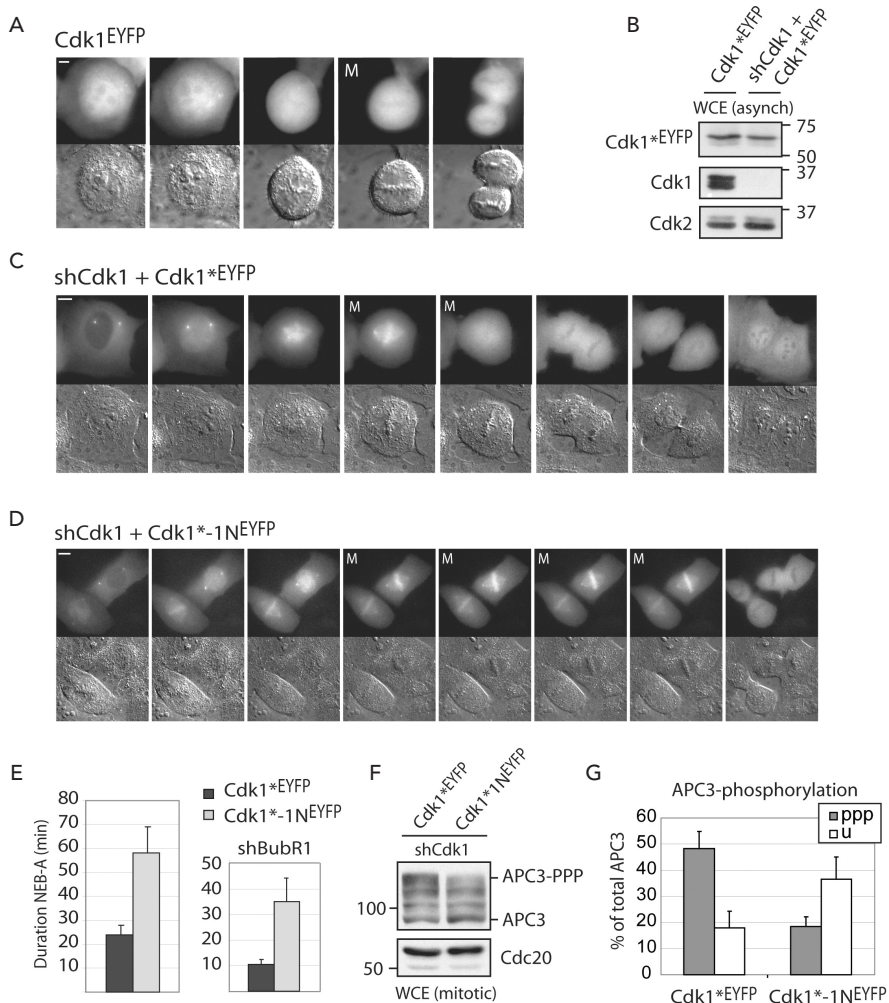 A
Cdk1EYFP
M
B
Cdk1*EYFP
shCdk1 +
Cdk1*EYFP
WCE (asynch)
Cdk1*EYFP
75
50
Cdk1
37
Cdk2
37
C
shCdk1 + Cdk1*EYFP
M
M
D
shCdk1 + Cdk1*-1NEYFP
M
M
M
M
E
Cdk1*EYFP
Cdk1*-1NEYFP
Duration NEB-A (min)
80
70
60
50
40
30
20
10
shBubR1
50
40
30
20
10
F
Cdk1*EYFP
Cdk1*1NEYFP
shCdk1
APC3-PPP
100
APC3
Cdc20
50
WCE (mitotic)
G
APC3-phosphorylation
ppp
u
% of total APC3
60
50
40
30
20
10
0
Cdk1*EYFP
Cdk1*-1NEYFP